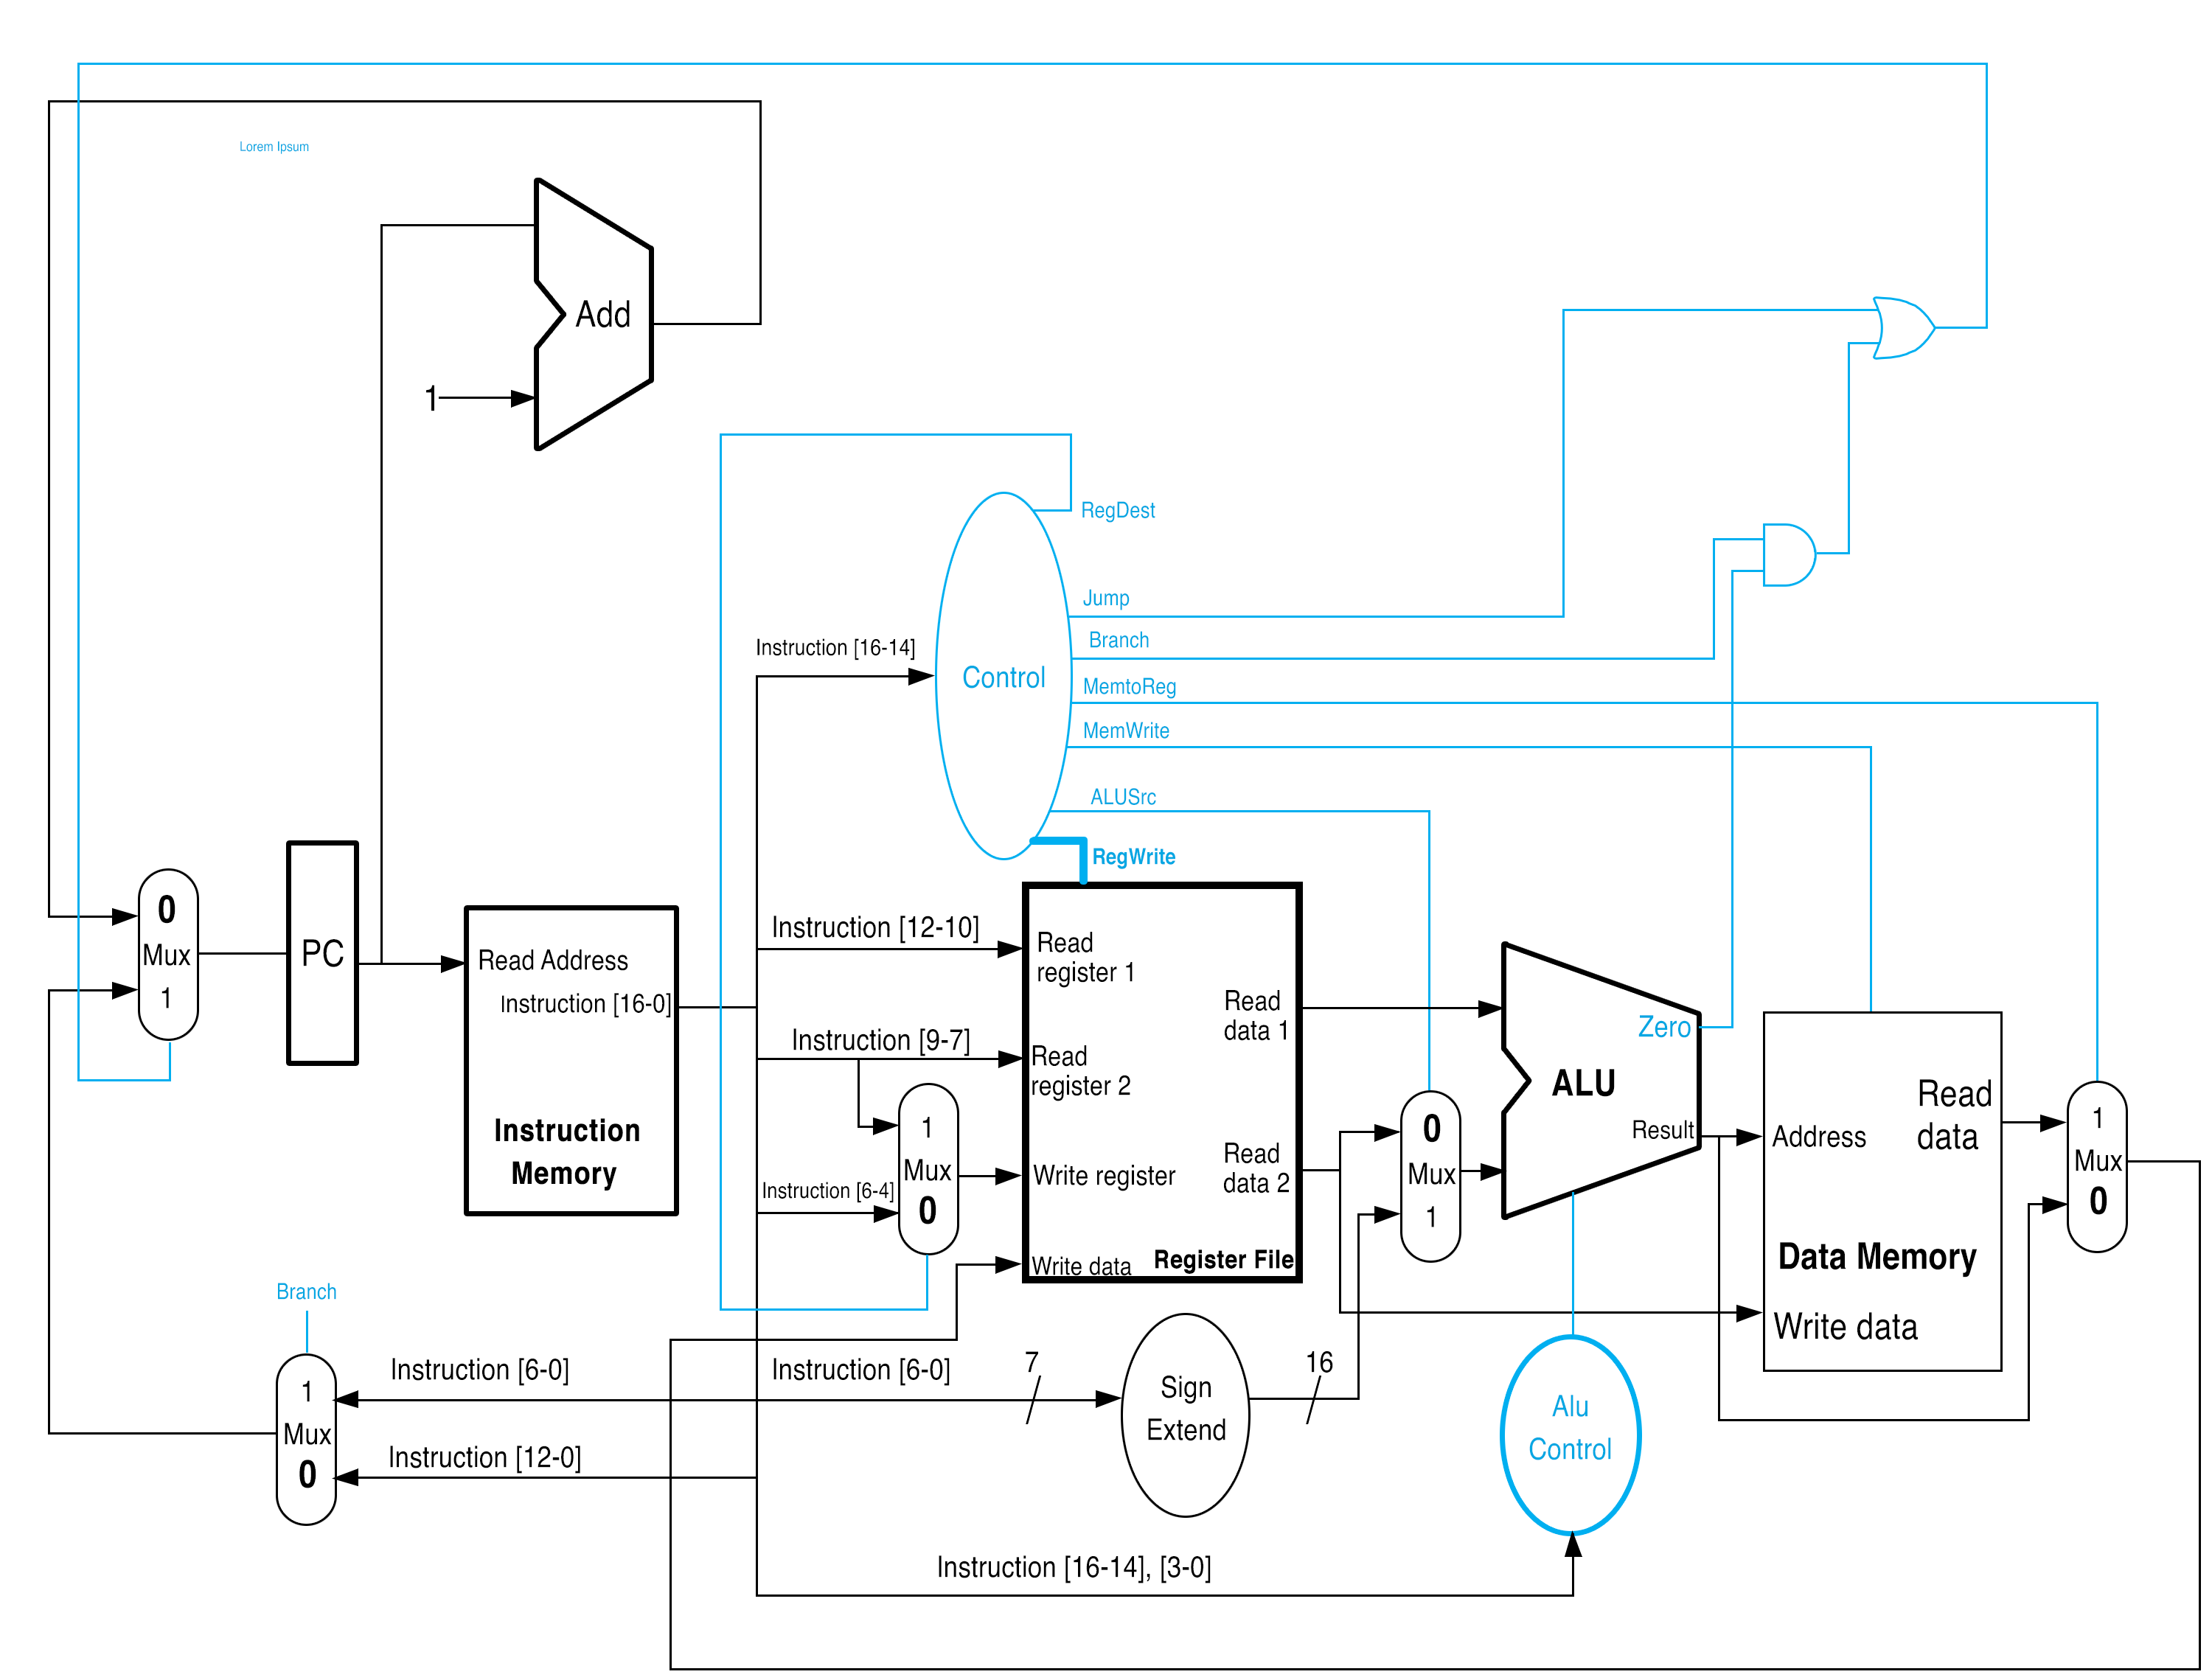 Lorem Ipsum
Add
1
RegDest
Jump
Branch
Instruction [16-14]
Control
MemtoReg
MemWrite
ALUSrc
RegWrite
0
Mux
1
PC
Read Address
Instruction [16-0]
Instruction
Memory
Instruction [12-10]
Read
register 1
Instruction [9-7]
Read
register 2
1
Mux
0
Instruction [6-4]
Write register
Write data
Register File
Read
data 1
Read
data 2
0
Mux
1
Zero
ALU
Result
Address
Read
data
Data Memory
Write data
1
Mux
0
Branch
1
Mux
0
Instruction [6-0]
Instruction [6-0]
7
Sign
Extend
16
Instruction [12-0]
Alu
Control
Instruction [16-14], [3-0]